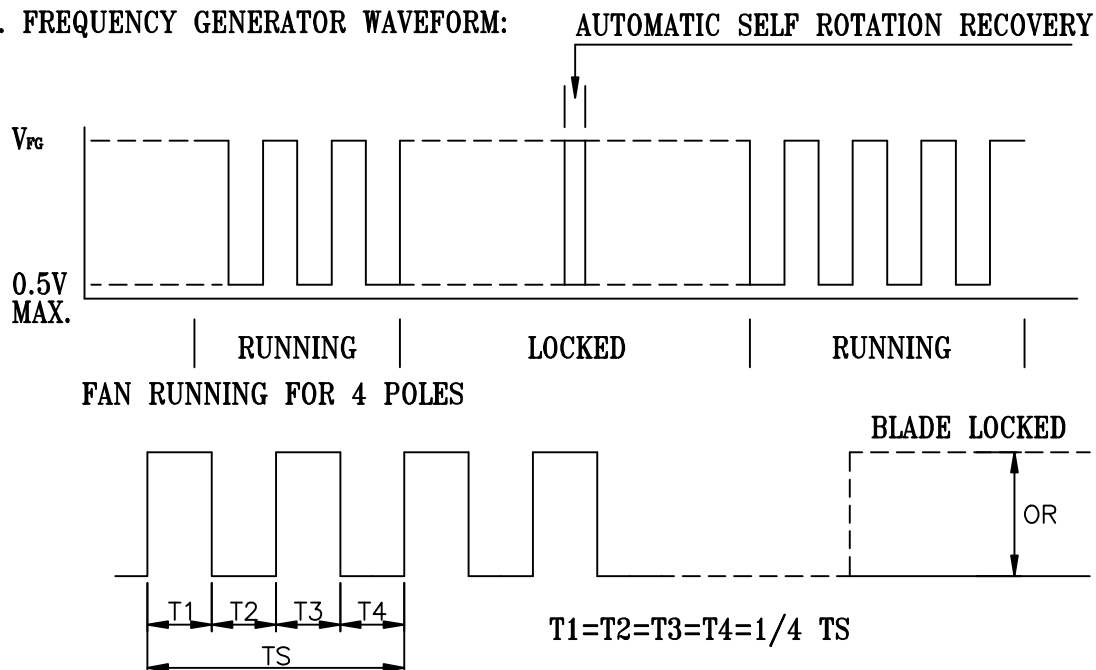 . FREQUENCY GENERATOR WAVEFORM:
AUTOMATIC SELF ROTATION RECOVERY
VFG
0.5V
MAX.
RUNNING
LOCKED
RUNNING
FAN RUNNING FOR 4 POLES
BLADE LOCKED
OR
T1 T2 T3 T4
T1=T2=T3=T4=1/4 TS
TS